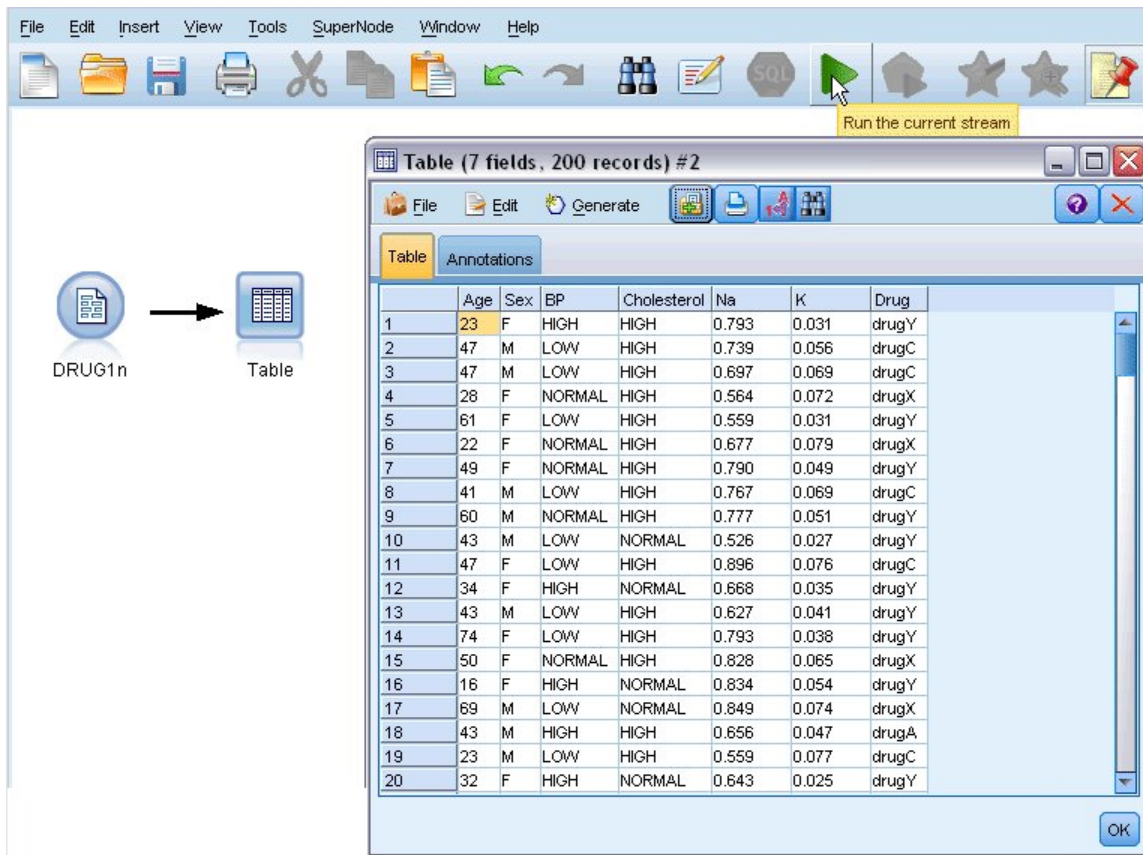 File Edit Insert View Tools SuperNode Window Help
SQL
Run the current stream
Table (7 fields, 200 records) #2
File Edit Generate
Table Annotations
Age Sex BP Cholesterol Na K Drug
1 23 F HIGH HIGH 0.793 0.031 drugY
2 47 M LOW HIGH 0.739 0.056 drugC
3 47 M LOW HIGH 0.697 0.069 drugC
4 28 F NORMAL HIGH 0.564 0.072 drugX
5 61 F LOW HIGH 0.559 0.031 drugY
6 22 F NORMAL HIGH 0.677 0.079 drugX
7 49 F NORMAL HIGH 0.790 0.049 drugY
8 41 M LOW HIGH 0.767 0.069 drugC
9 60 M NORMAL HIGH 0.777 0.051 drugY
10 43 M LOW NORMAL 0.526 0.027 drugY
11 47 F LOW HIGH 0.896 0.076 drugC
12 34 F HIGH NORMAL 0.668 0.035 drugY
13 43 M LOW HIGH 0.627 0.041 drugY
14 74 F LOW HIGH 0.793 0.038 drugY
15 50 F NORMAL HIGH 0.828 0.065 drugX
16 16 F HIGH NORMAL 0.834 0.054 drugY
17 69 M LOW NORMAL 0.849 0.074 drugX
18 43 M HIGH HIGH 0.656 0.047 drugA
19 23 M LOW HIGH 0.559 0.077 drugC
20 32 F HIGH NORMAL 0.643 0.025 drugY
DRUG1n
Table
OK